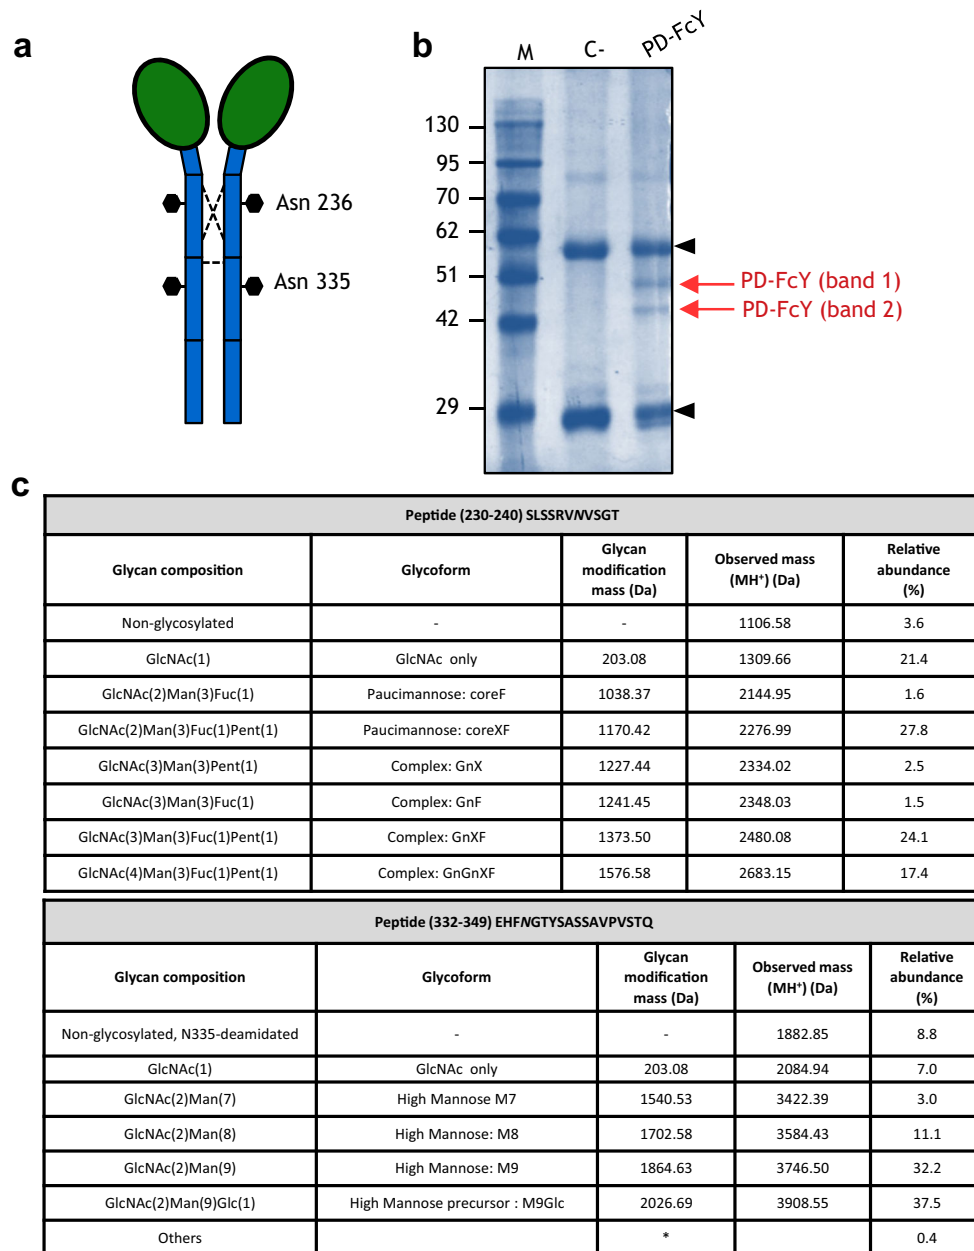 a
Asn 236
Asn 335
b
M
C-
PD-FcY
130
95
70
62
51
42
29
PD-FcY (band 1)
PD-FcY (band 2)
c
Peptide (230-240) SLSSRVNVSGT
Glycan composition Glycoform Glycan modification mass (Da) Observed mass (MH⁺) (Da) Relative abundance (%)
Non-glycosylated - - 1106.58 3.6
GlcNAc(1) GlcNAc only 203.08 1309.66 21.4
GlcNAc(2)Man(3)Fuc(1) Paucimannose: coreF 1038.37 2144.95 1.6
GlcNAc(2)Man(3)Fuc(1)Pent(1) Paucimannose: coreXF 1170.42 2276.99 27.8
GlcNAc(3)Man(3)Pent(1) Complex: GnX 1227.44 2334.02 2.5
GlcNAc(3)Man(3)Fuc(1) Complex: GnF 1241.45 2348.03 1.5
GlcNAc(3)Man(3)Fuc(1)Pent(1) Complex: GnXF 1373.50 2480.08 24.1
GlcNAc(4)Man(3)Fuc(1)Pent(1) Complex: GnGnXF 1576.58 2683.15 17.4
Peptide (332-349) EHFNGTYSASSAVPVSTQ
Glycan composition Glycoform Glycan modification mass (Da) Observed mass (MH⁺) (Da) Relative abundance (%)
Non-glycosylated, N335-deamidated - - 1882.85 8.8
GlcNAc(1) GlcNAc only 203.08 2084.94 7.0
GlcNAc(2)Man(7) High Mannose M7 1540.53 3422.39 3.0
GlcNAc(2)Man(8) High Mannose: M8 1702.58 3584.43 11.1
GlcNAc(2)Man(9) High Mannose: M9 1864.63 3746.50 32.2
GlcNAc(2)Man(9)Glc(1) High Mannose precursor : M9Glc 2026.69 3908.55 37.5
Others * 0.4